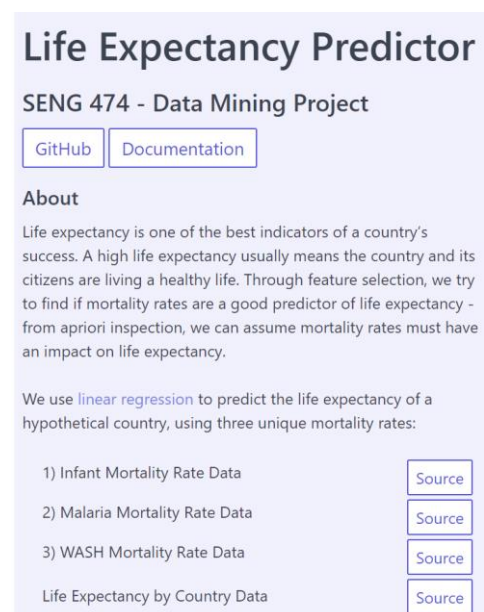 Life Expectancy Predictor
SENG 474 - Data Mining Project
GitHub Documentation
About
Life expectancy is one of the best indicators of a country's
success. A high life expectancy usually means the country and its
citizens are living a healthy life. Through feature selection, we try
to find if mortality rates are a good predictor of life expectancy -
from apriori inspection, we can assume mortality rates must have
an impact on life expectancy.
We use linear regression to predict the life expectancy of a
hypothetical country, using three unique mortality rates:
1) Infant Mortality Rate Data Source
2) Malaria Mortality Rate Data Source
3) WASH Mortality Rate Data Source
Life Expectancy by Country Data Source